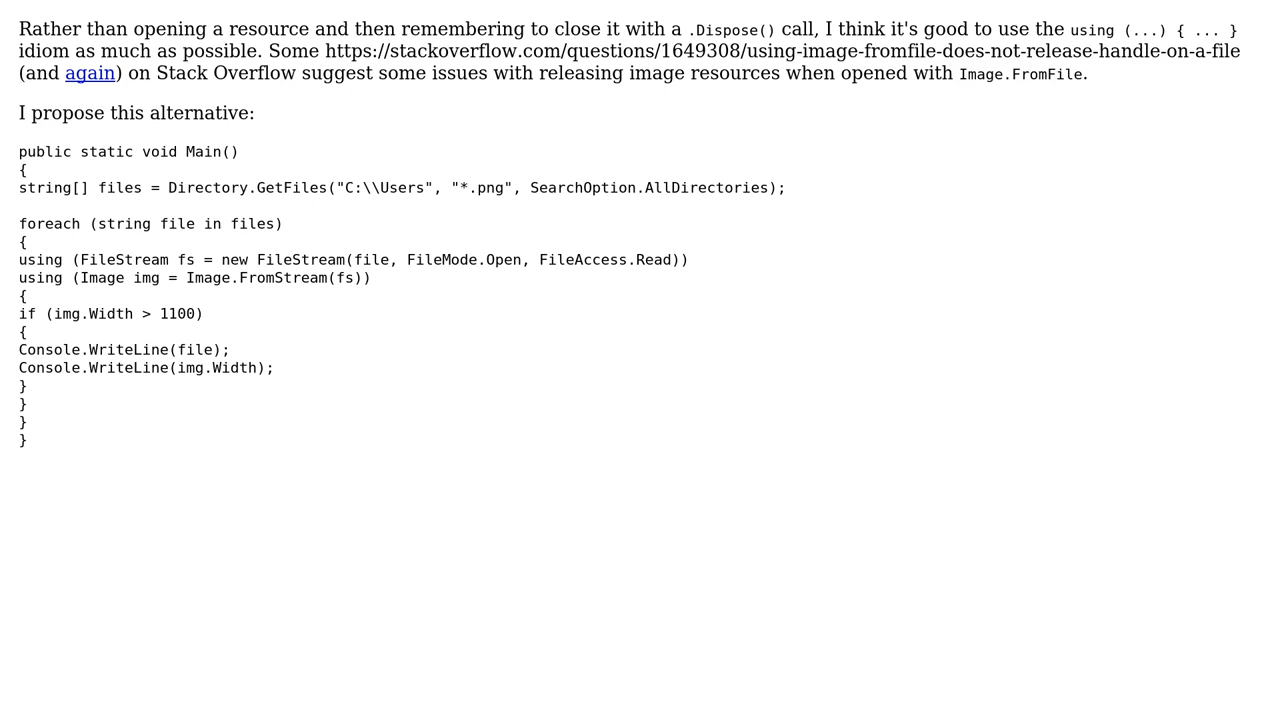 Rather than opening a resource and then remembering to close it with a .Dispose() call, I think it's good to use the using (...) { ... }
idiom as much as possible. Some https://stackoverflow.com/questions/1649308/using-image-fromfile-does-not-release-handle-on-a-file
(and again) on Stack Overflow suggest some issues with releasing image resources when opened with Image.FromFile.
I propose this alternative:
public static void Main()
{
string[] files = Directory.GetFiles("C:\\Users", "*.png", SearchOption.AllDirectories);
foreach (string file in files)
{
using (FileStream fs = new FileStream(file, FileMode.Open, FileAccess.Read))
using (Image img = Image.FromStream(fs))
{
if (img.Width > 1100)
{
Console.WriteLine(file);
Console.WriteLine(img.Width);
}
}
}
}